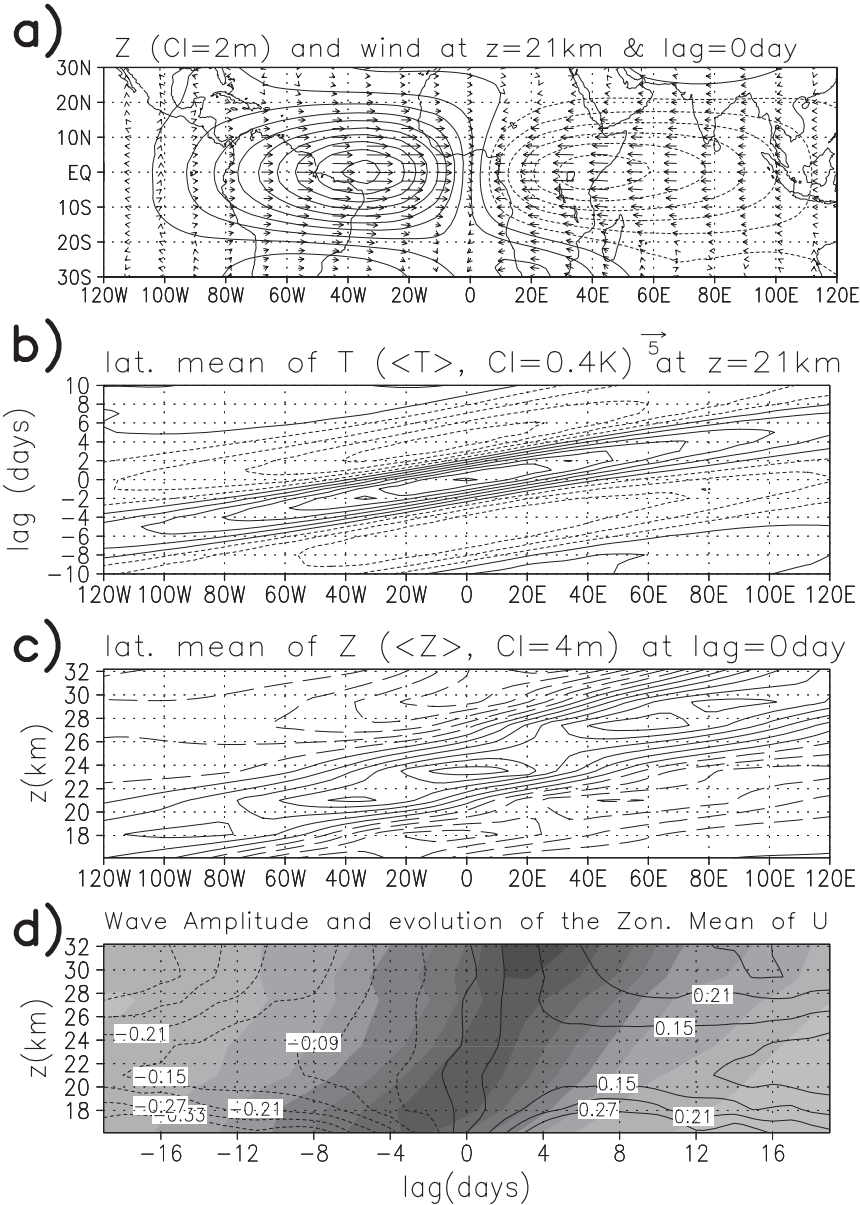 a) Z (CI=2m) and wind at z=21km & lag=0day
30N
20N
10N
EQ
10S
20S
30S
120W 100W 80W 60W 40W 20W 0 20E 40E 60E 80E 100E 120E
5
b) lat. mean of T (<T>, CI=0.4K) at z=21km
lag (days)
10
8
6
4
2
0
−2
−4
−6
−8
−10
120W 100W 80W 60W 40W 20W 0 20E 40E 60E 80E 100E 120E
c) lat. mean of Z (<Z>, CI=4m) at lag=0day
z(km)
32
30
28
26
24
22
20
18
120W 100W 80W 60W 40W 20W 0 20E 40E 60E 80E 100E 120E
d) Wave Amplitude and evolution of the Zon. Mean of U
z(km)
32
30
28
26
24
22
20
18
0.21
−0.21
0.15
−0.09
−0.15
0.15
−0.27
−0.33
−0.21
0.27
0.21
−16 −12 −8 −4 0 4 8 12 16
lag(days)